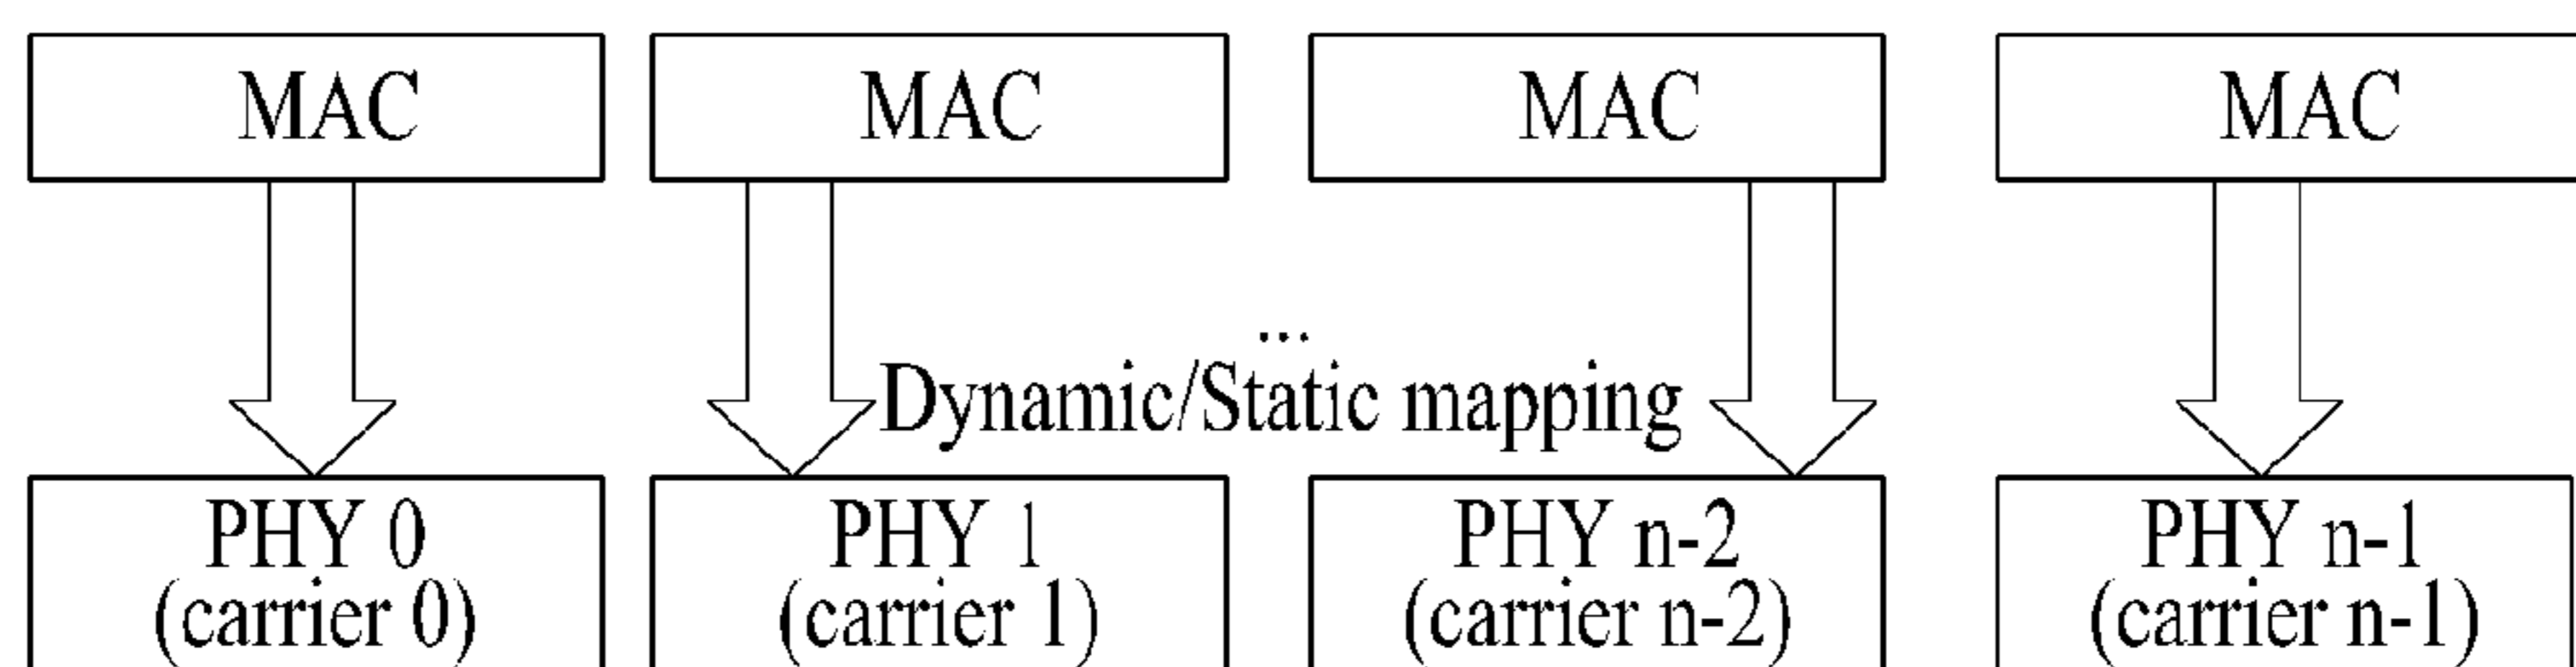 MAC MAC MAC MAC
...
Dynamic/Static mapping
PHY 0 PHY 1 PHY n-2 PHY n-1
(carrier 0) (carrier 1) (carrier n-2) (carrier n-1)